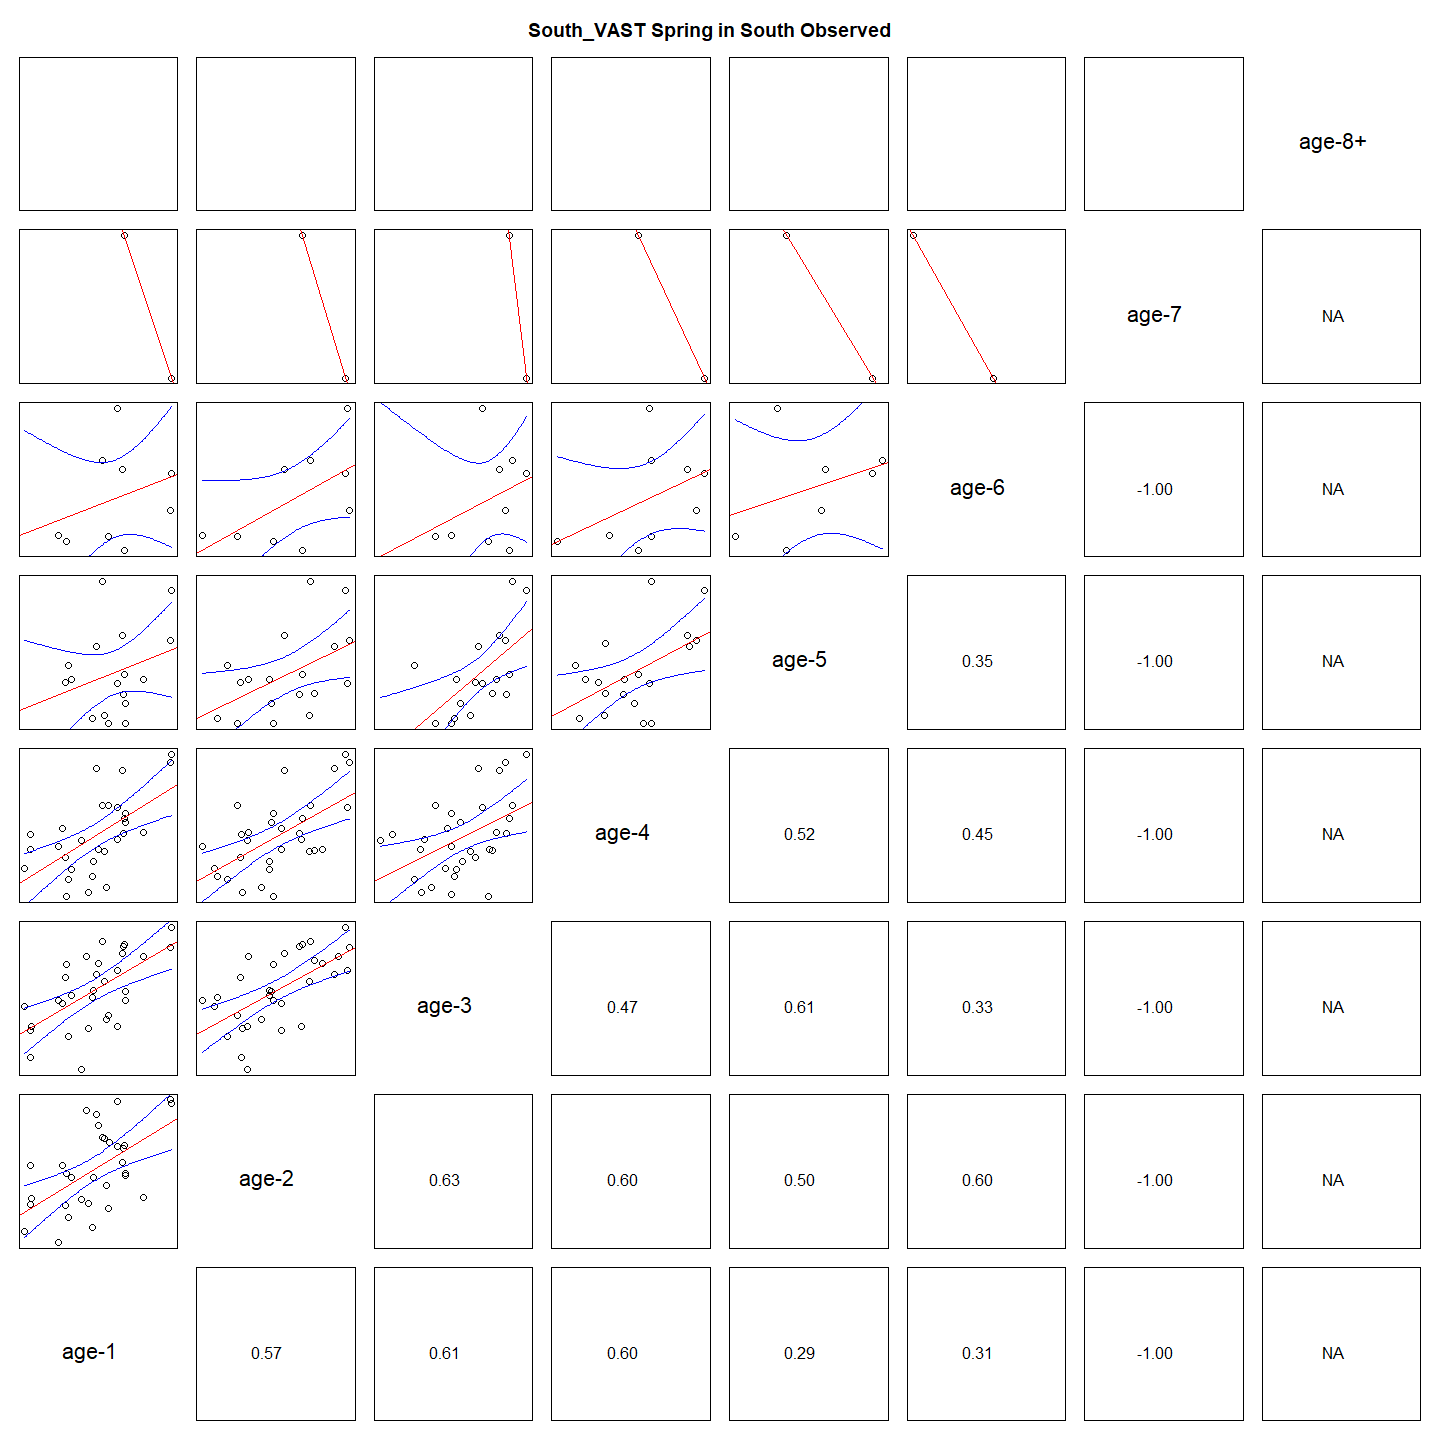 South_VAST Spring in South Observed
age-8+
age-7 NA
age-6 -1.00 NA
age-5 0.35 -1.00 NA
age-4 0.52 0.45 -1.00 NA
age-3 0.47 0.61 0.33 -1.00 NA
age-2 0.63 0.60 0.50 0.60 -1.00 NA
age-1 0.57 0.61 0.60 0.29 0.31 -1.00 NA